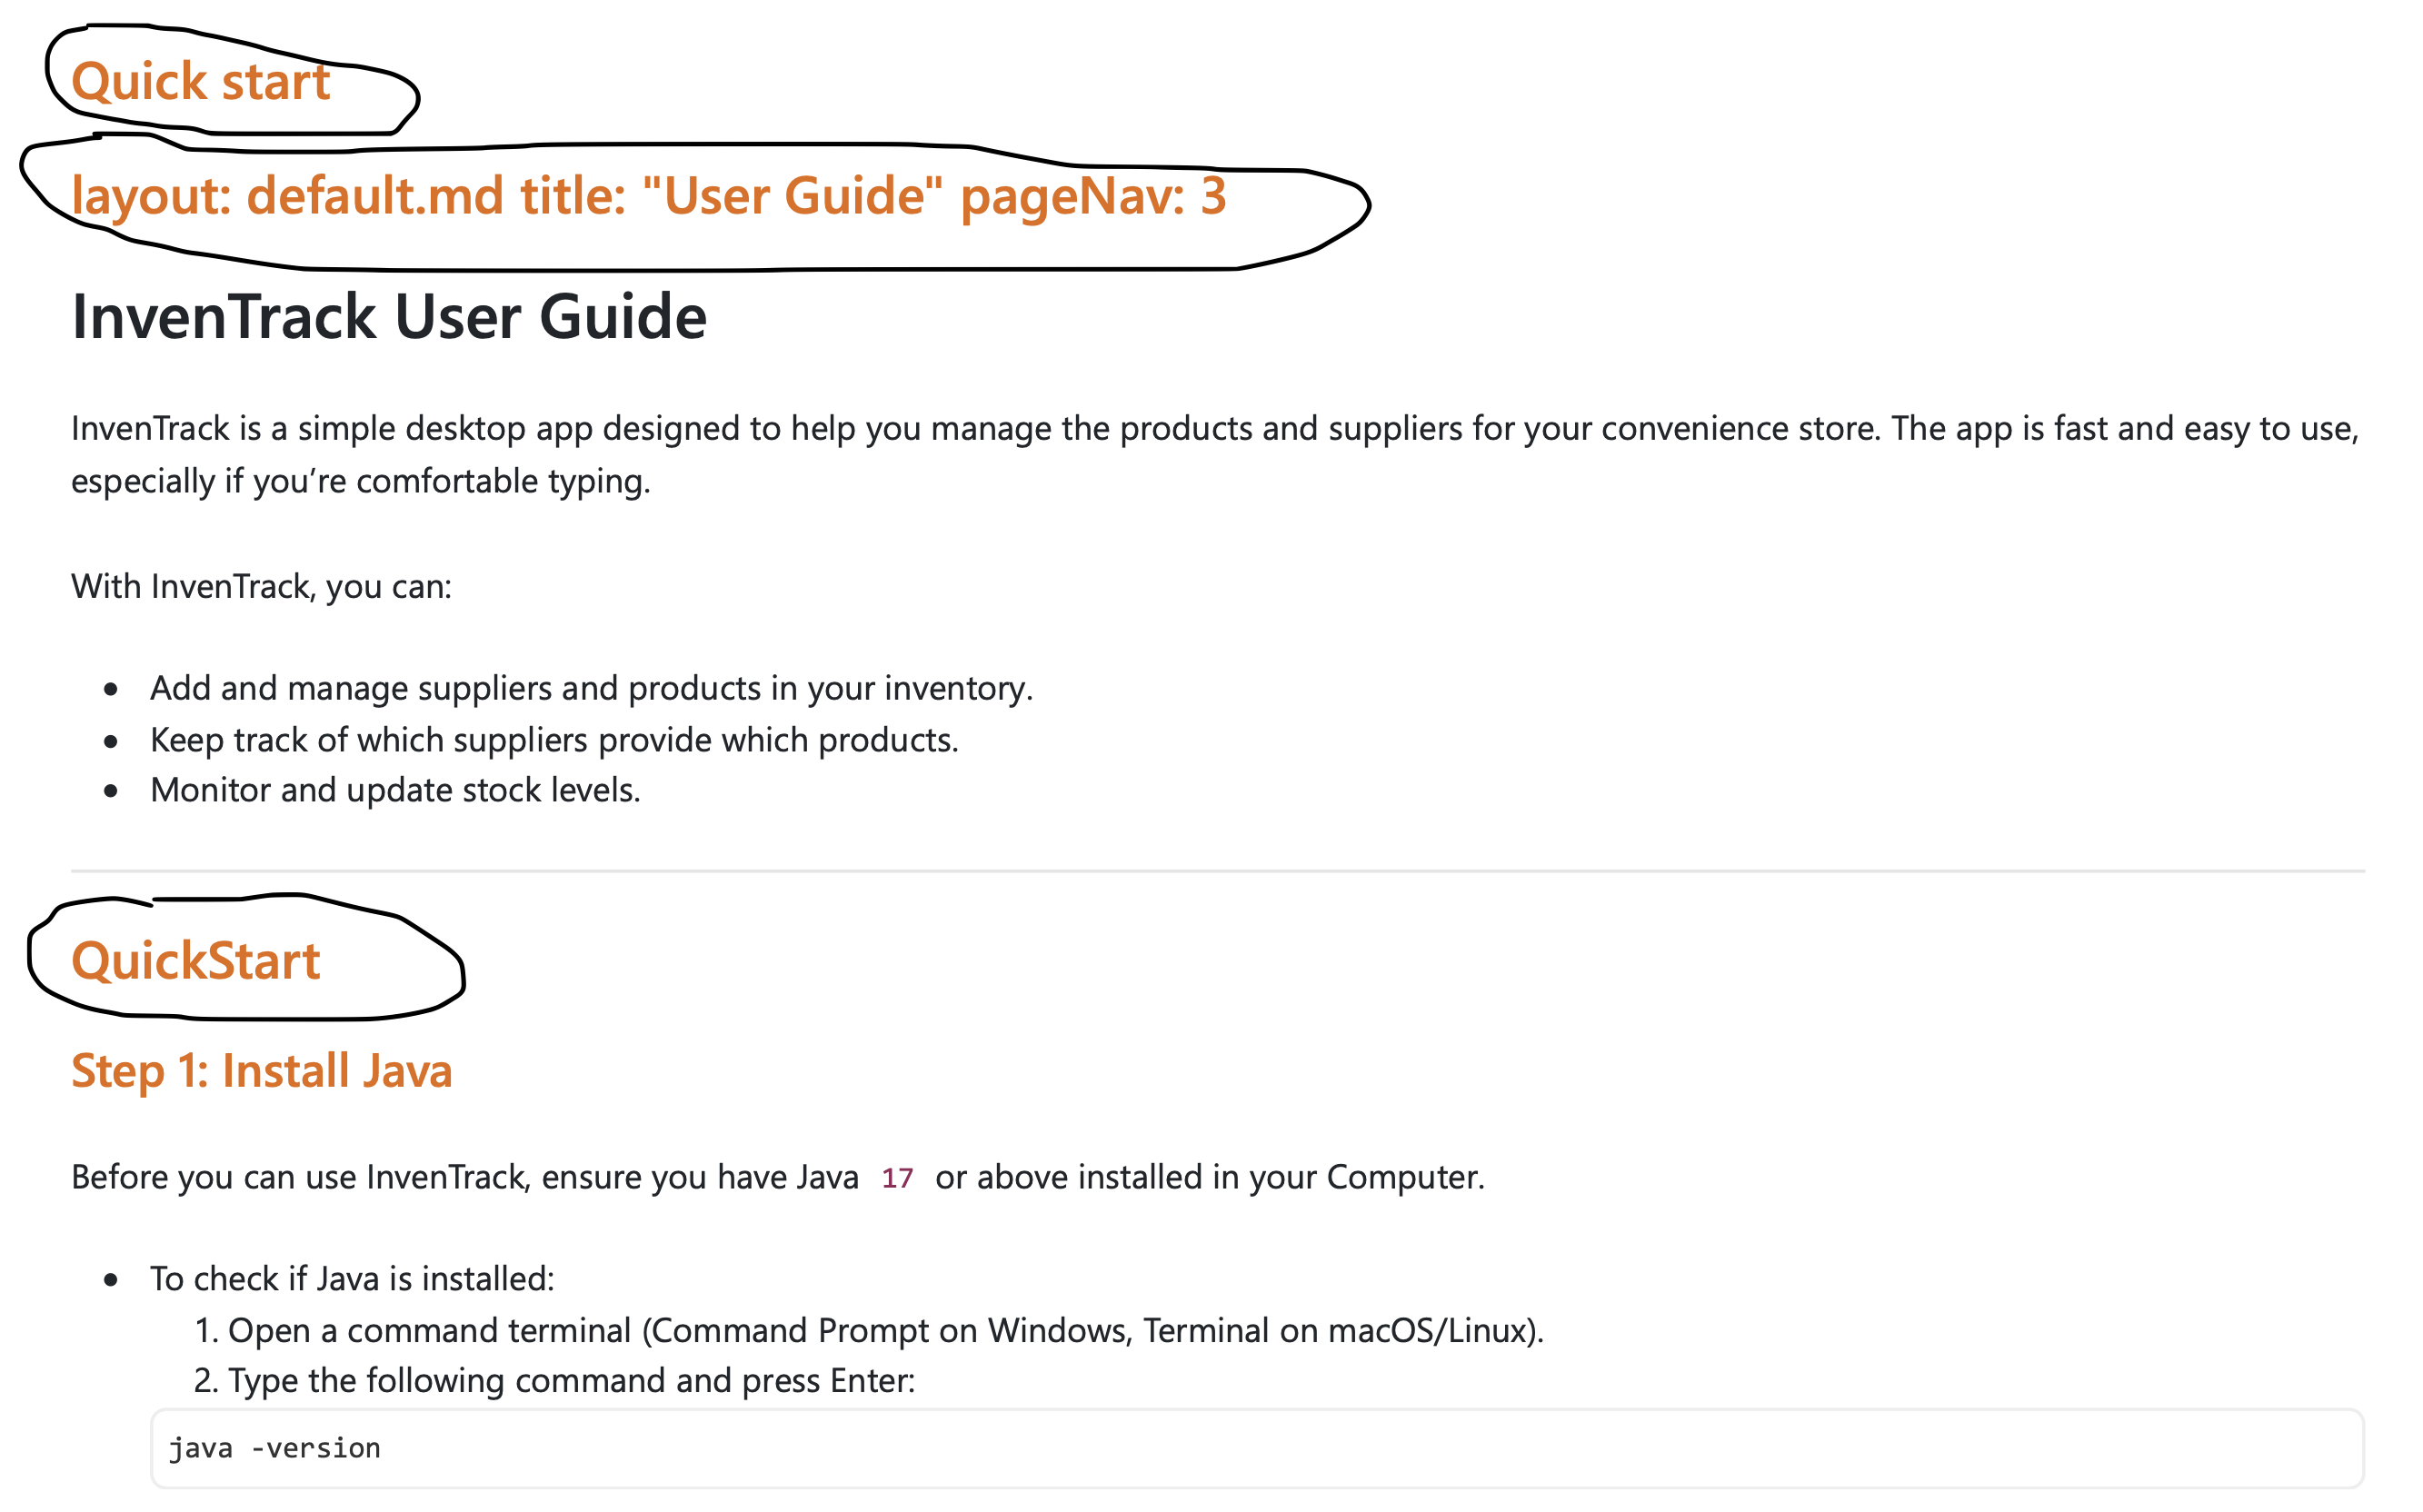 Quick start
layout: default.md title: "User Guide" pageNav: 3
InvenTrack User Guide
InvenTrack is a simple desktop app designed to help you manage the products and suppliers for your convenience store. The app is fast and easy to use,
especially if you’re comfortable typing.
With InvenTrack, you can:
• Add and manage suppliers and products in your inventory.
• Keep track of which suppliers provide which products.
• Monitor and update stock levels.
QuickStart
Step 1: Install Java
Before you can use InvenTrack, ensure you have Java 17 or above installed in your Computer.
• To check if Java is installed:
1. Open a command terminal (Command Prompt on Windows, Terminal on macOS/Linux).
2. Type the following command and press Enter:
java -version